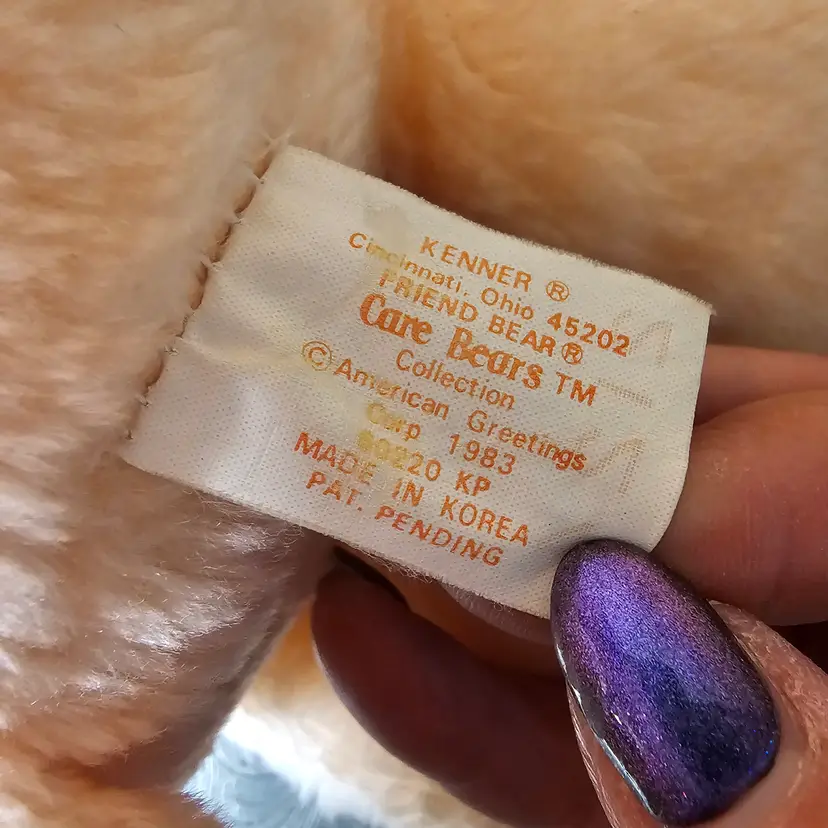 KENNER ®
Cincinnati, Ohio 45202
FRIEND BEAR®
Care Bears TM
Collection
© American Greetings
Corp 1983
KP
MADE IN KOREA
PAT. PENDING